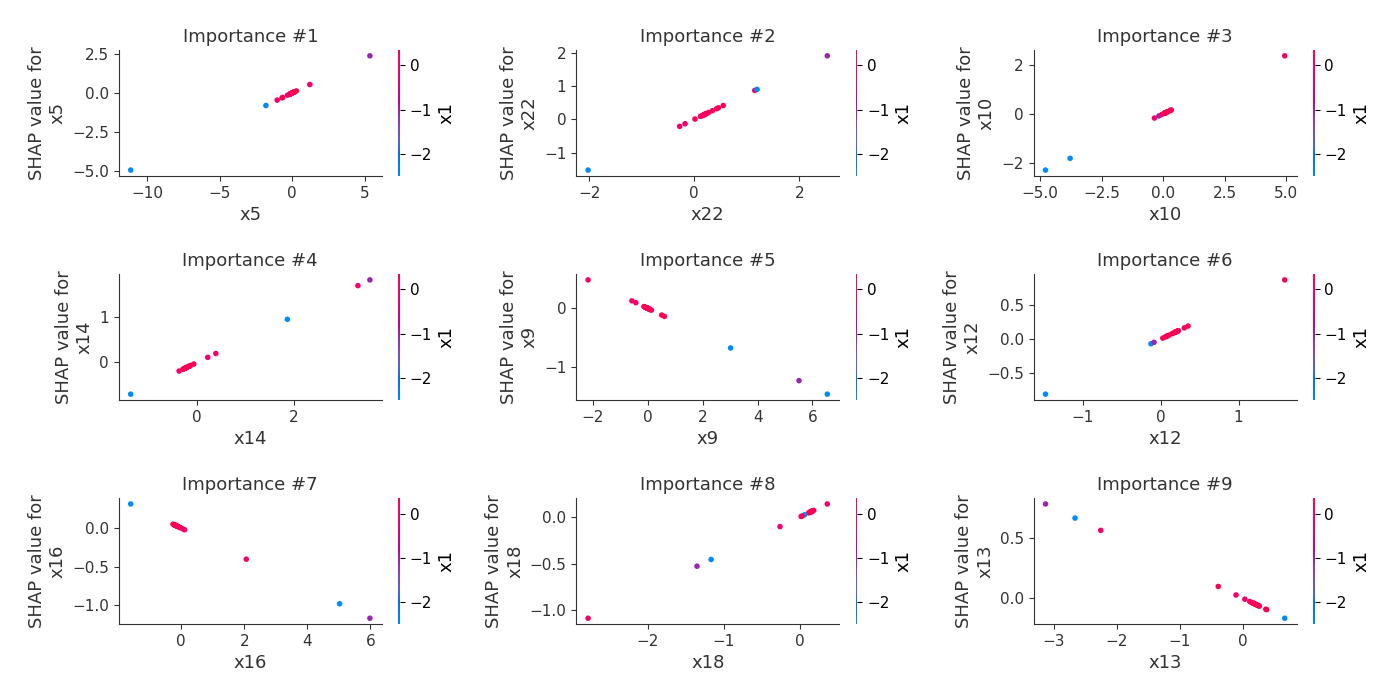 Importance #1
SHAP value for
x5
2.5
0.0
−2.5
−5.0
−10
−5
0
5
x5
0
−1
−2
x1
Importance #2
SHAP value for
x22
2
1
0
−1
−2
0
2
x22
0
−1
−2
x1
Importance #3
SHAP value for
x10
2
0
−2
−5.0
−2.5
0.0
2.5
5.0
x10
0
−1
−2
x1
Importance #4
SHAP value for
x14
1
0
0
2
x14
0
−1
−2
x1
Importance #5
SHAP value for
x9
0
−1
−2
0
2
4
6
x9
0
−1
−2
x1
Importance #6
SHAP value for
x12
0.5
0.0
−0.5
−1
0
1
x12
0
−1
−2
x1
Importance #7
SHAP value for
x16
0.0
−0.5
−1.0
0
2
4
6
x16
0
−1
−2
x1
Importance #8
SHAP value for
x18
0.0
−0.5
−1.0
−2
−1
0
x18
0
−1
−2
x1
Importance #9
SHAP value for
x13
0.5
0.0
−3
−2
−1
0
x13
0
−1
−2
x1